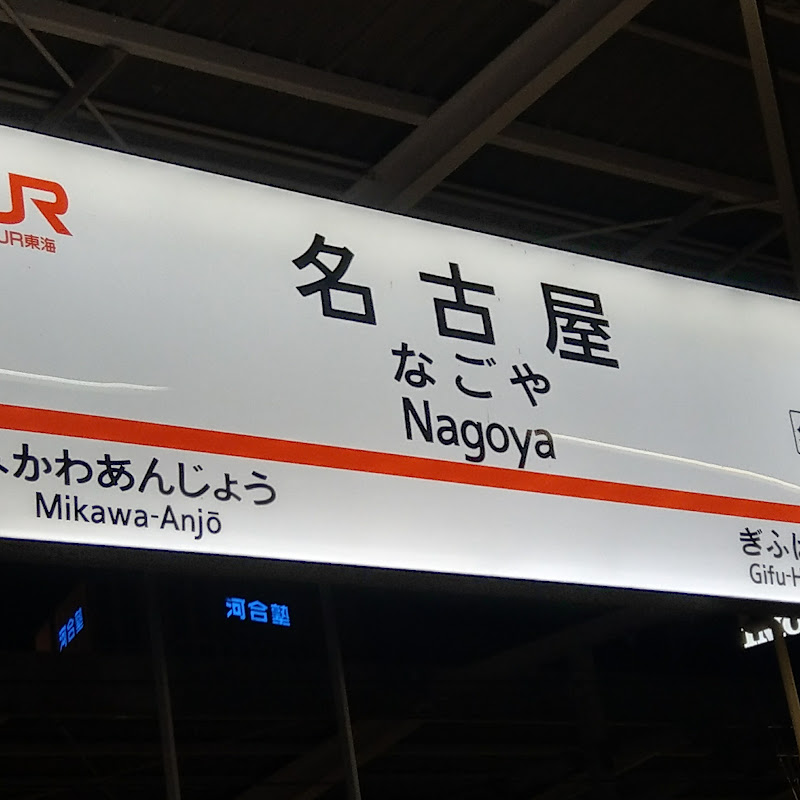 JR
JR東海
名古屋
なごや
Nagoya
かわあんじょう
Mikawa-Anjō
ぎふ
Gifu-H
河合塾
河合塾